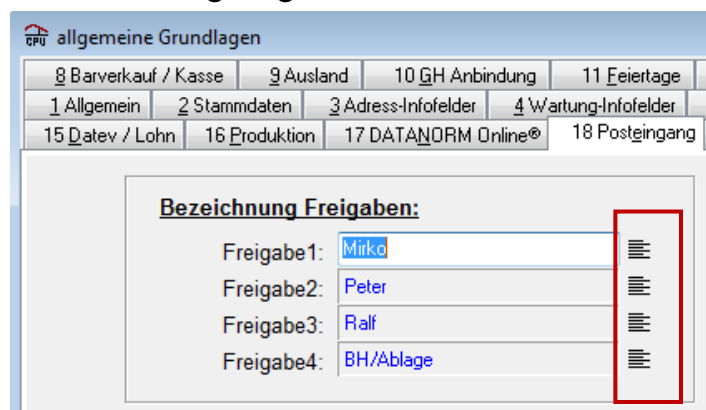 CPU allgemeine Grundlagen
8 Barverkauf / Kasse 9 Ausland 10 GH Anbindung 11 Feiertage
1 Allgemein 2 Stammdaten 3 Adress-Infofelder 4 Wartung-Infofelder
15 Datev / Lohn 16 Produktion 17 DATANORM Online® 18 Posteingang
Bezeichnung Freigaben:
Freigabe1: Mirko
Freigabe2: Peter
Freigabe3: Ralf
Freigabe4: BH/Ablage